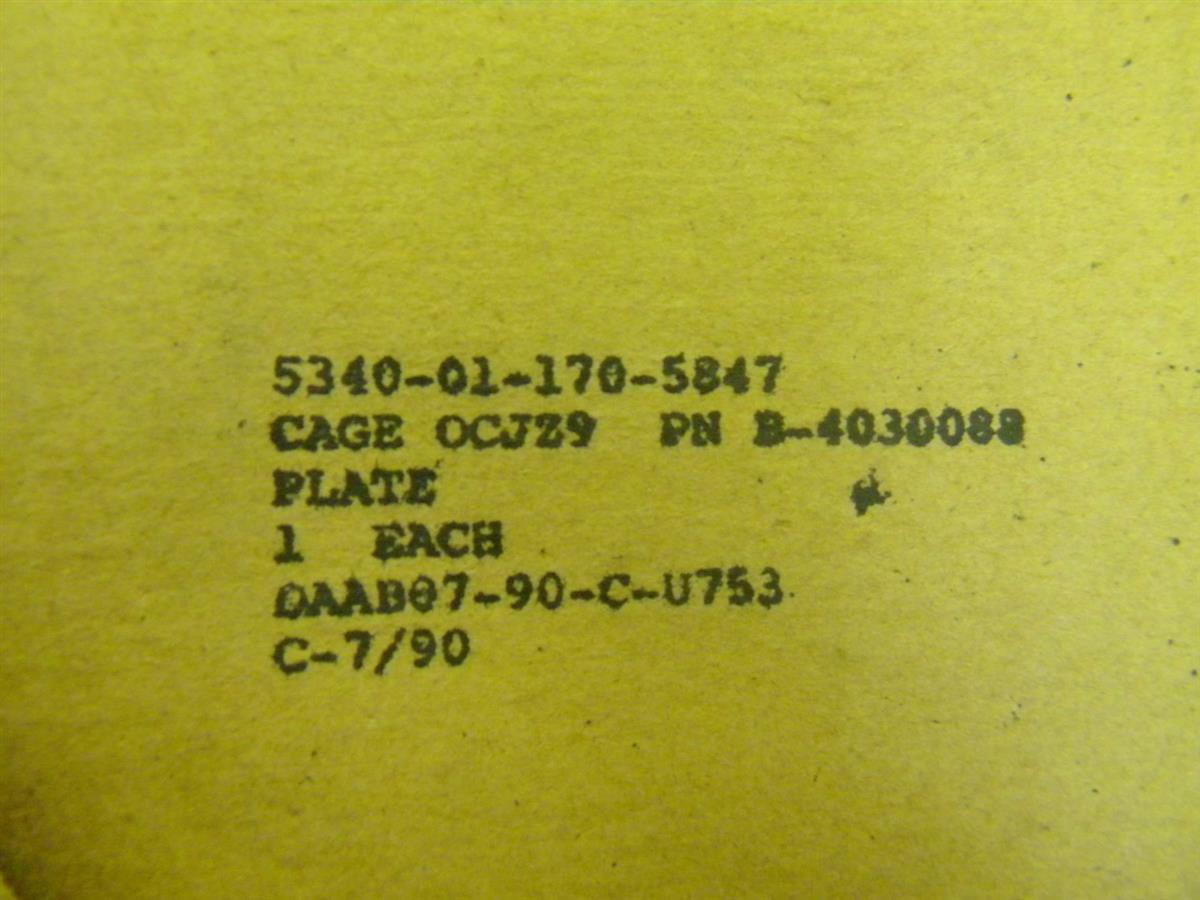 5340-01-170-5847
CAGE OCJZ9 PN B-4030088
PLATE
1 EACH
DAAB07-90-C-U753
C-7/90